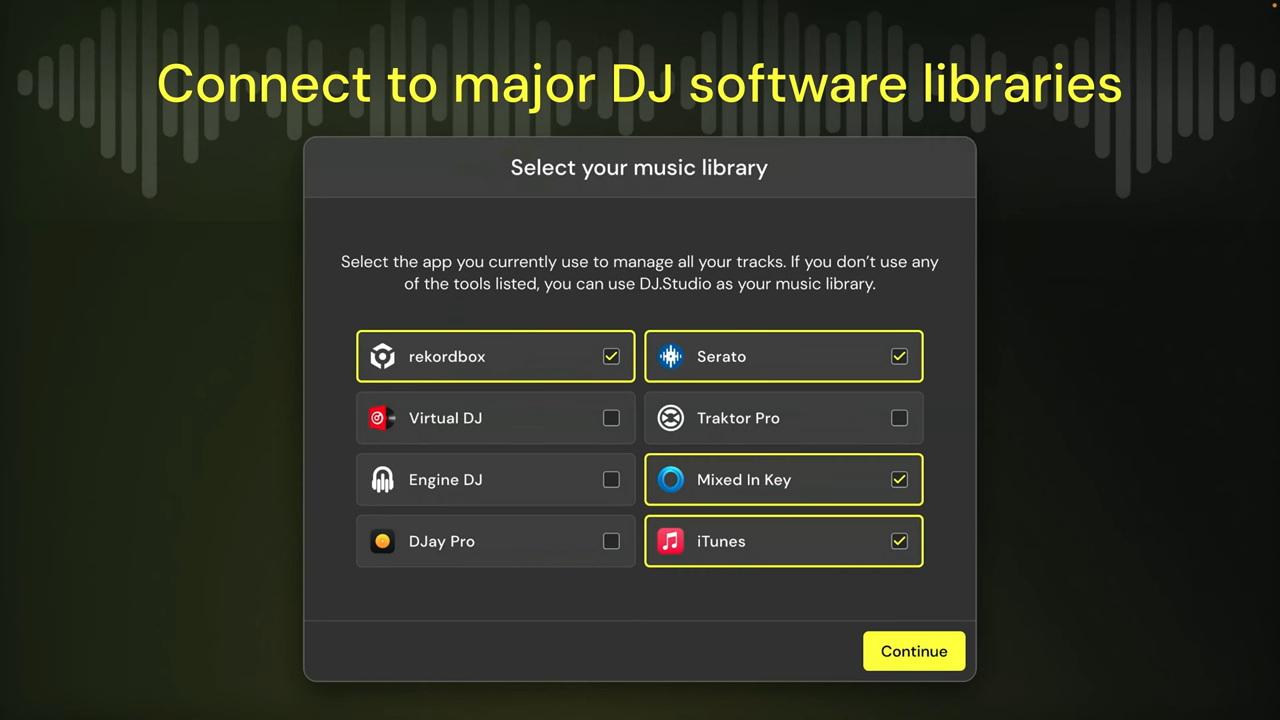 Connect to major DJ software libraries
Select your music library
Select the app you currently use to manage all your tracks. If you don’t use any
of the tools listed, you can use DJ.Studio as your music library.
rekordbox
Serato
Virtual DJ
Traktor Pro
Engine DJ
Mixed In Key
DJay Pro
iTunes
Continue